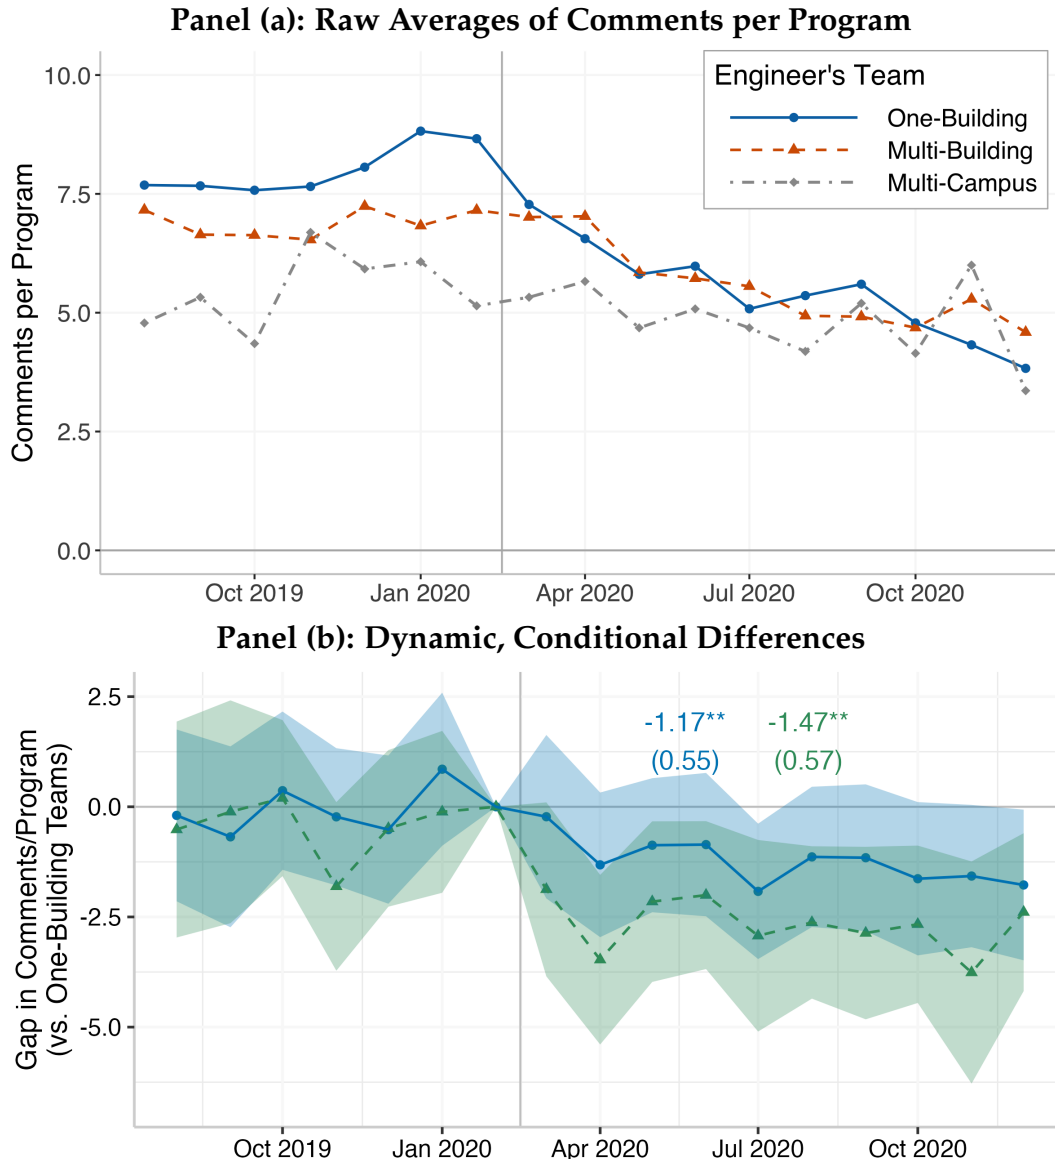 Panel (a): Raw Averages of Comments per Program
Comments per Program
10.0
7.5
5.0
2.5
0.0
Engineer's Team
One-Building
Multi-Building
Multi-Campus
Oct 2019
Jan 2020
Apr 2020
Jul 2020
Oct 2020
Panel (b): Dynamic, Conditional Differences
Gap in Comments/Program
(vs. One-Building Teams)
2.5
0.0
-2.5
-5.0
-1.17** -1.47**
(0.55) (0.57)
Oct 2019
Jan 2020
Apr 2020
Jul 2020
Oct 2020